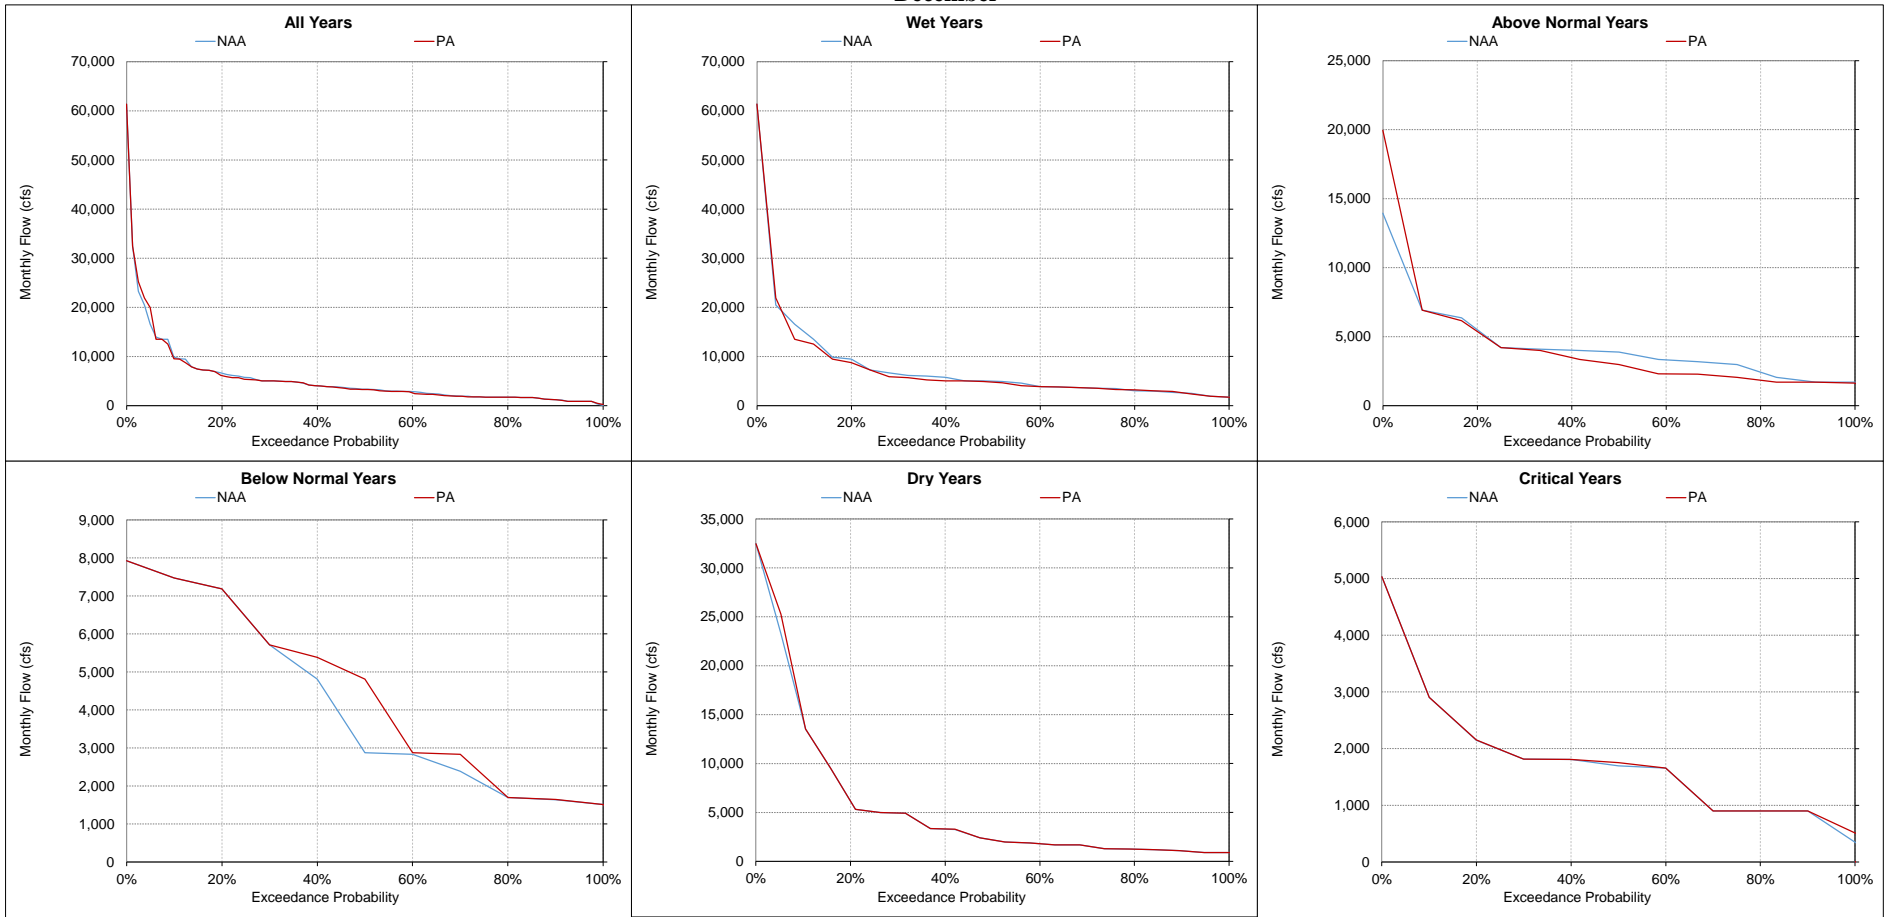 December
All Years
NAA PA
70,000
60,000
50,000
40,000
30,000
20,000
10,000
0
Monthly Flow (cfs)
0% 20% 40% 60% 80% 100%
Exceedance Probability
Wet Years
NAA PA
70,000
60,000
50,000
40,000
30,000
20,000
10,000
0
Monthly Flow (cfs)
0% 20% 40% 60% 80% 100%
Exceedance Probability
Above Normal Years
NAA PA
25,000
20,000
15,000
10,000
5,000
0
Monthly Flow (cfs)
0% 20% 40% 60% 80% 100%
Exceedance Probability
Below Normal Years
NAA PA
9,000
8,000
7,000
6,000
5,000
4,000
3,000
2,000
1,000
0
Monthly Flow (cfs)
0% 20% 40% 60% 80% 100%
Exceedance Probability
Dry Years
NAA PA
35,000
30,000
25,000
20,000
15,000
10,000
5,000
0
Monthly Flow (cfs)
0% 20% 40% 60% 80% 100%
Exceedance Probability
Critical Years
NAA PA
6,000
5,000
4,000
3,000
2,000
1,000
0
Monthly Flow (cfs)
0% 20% 40% 60% 80% 100%
Exceedance Probability